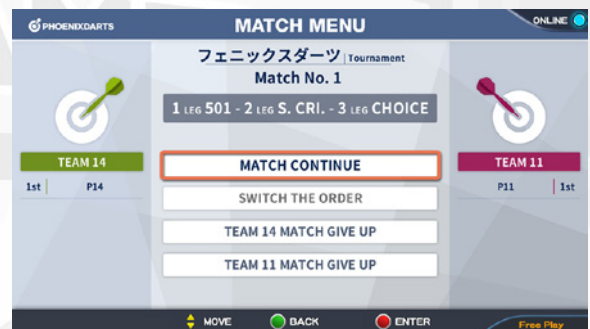 PHOENIXDARTS
MATCH MENU
ONLINE
フェニックスダーツ Tournament
Match No. 1
1 LEG 501 - 2 LEG S. CRI. - 3 LEG CHOICE
TEAM 14
1st P14
TEAM 11
P11 1st
MATCH CONTINUE
SWITCH THE ORDER
TEAM 14 MATCH GIVE UP
TEAM 11 MATCH GIVE UP
MOVE BACK ENTER
Free Play